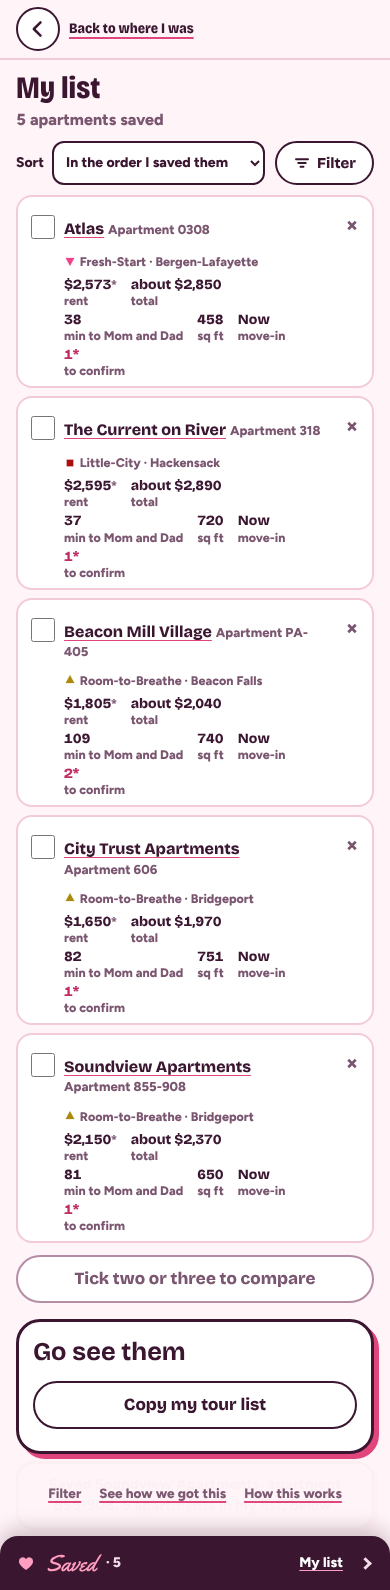 Back to where I was
My list
5 apartments saved
Sort In the order I saved them Filter
Atlas Apartment 0308 ×
Fresh-Start · Bergen-Lafayette
$2,573* about $2,850
rent total
38 458 Now
min to Mom and Dad sq ft move-in
1*
to confirm
The Current on River Apartment 318 ×
Little-City · Hackensack
$2,595* about $2,890
rent total
37 720 Now
min to Mom and Dad sq ft move-in
1*
to confirm
Beacon Mill Village Apartment PA- ×
405
Room-to-Breathe · Beacon Falls
$1,805* about $2,040
rent total
109 740 Now
min to Mom and Dad sq ft move-in
2*
to confirm
City Trust Apartments ×
Apartment 606
Room-to-Breathe · Bridgeport
$1,650* about $1,970
rent total
82 751 Now
min to Mom and Dad sq ft move-in
1*
to confirm
Soundview Apartments ×
Apartment 855-908
Room-to-Breathe · Bridgeport
$2,150* about $2,370
rent total
81 650 Now
min to Mom and Dad sq ft move-in
1*
to confirm
Tick two or three to compare
Go see them
Copy my tour list
Filter See how we got this How this works
Saved · 5 My list